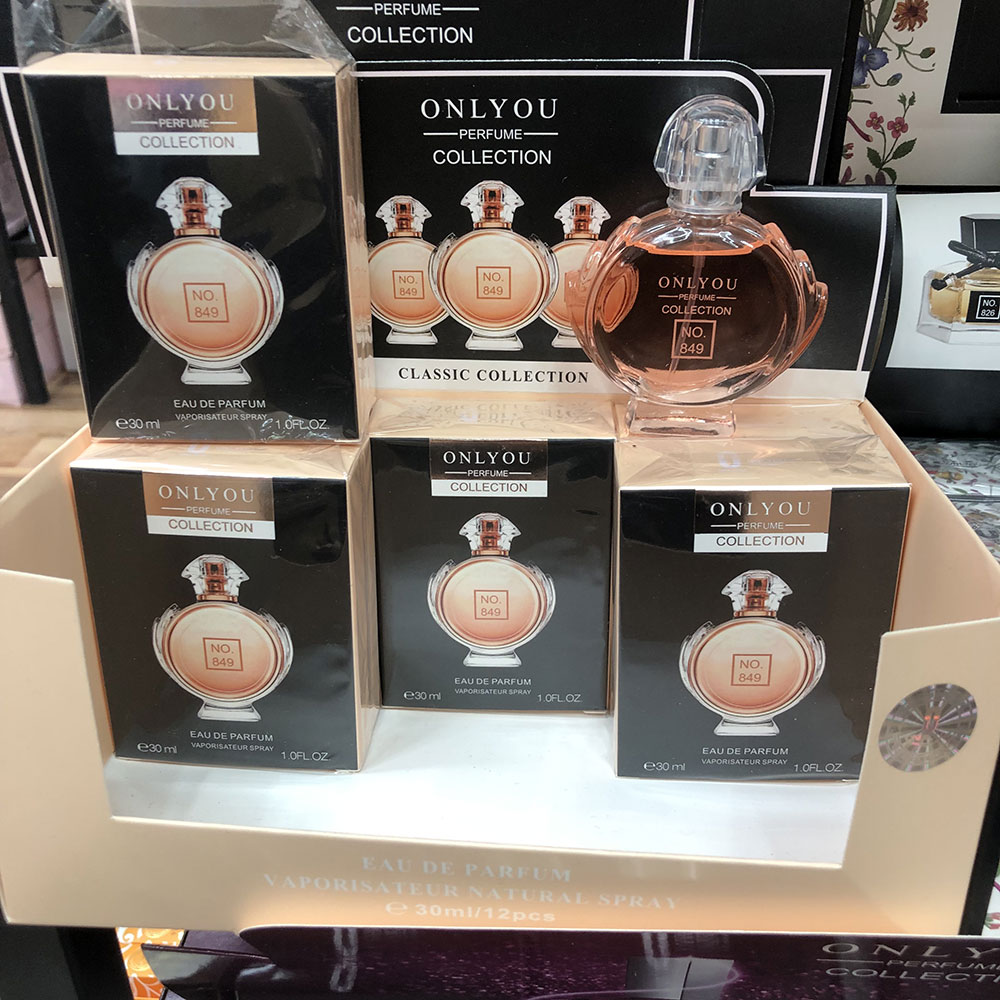 PERFUME
COLLECTION
ONLYOU
PERFUME
COLLECTION
NO.
849
EAU DE PARFUM
VAPORISATEUR SPRAY
℮30 ml
1.0FL.OZ.
ONLYOU
PERFUME
COLLECTION
NO.
849
NO.
849
CLASSIC COLLECTION
ONLYOU
PERFUME
COLLECTION
NO.
849
NO.
826
ONLYOU
PERFUME
COLLECTION
NO.
849
EAU DE PARFUM
VAPORISATEUR SPRAY
℮30 ml
1.0FL.OZ.
ONLYOU
PERFUME
COLLECTION
NO.
849
EAU DE PARFUM
VAPORISATEUR SPRAY
℮30 ml
1.0FL.OZ.
ONLYOU
PERFUME
COLLECTION
NO.
849
EAU DE PARFUM
VAPORISATEUR SPRAY
℮30 ml
1.0FL.OZ.
EAU DE PARFUM
VAPORISATEUR NATURAL SPRAY
℮30ml/12pcs
ONLY
PERFUM
COLLECTI